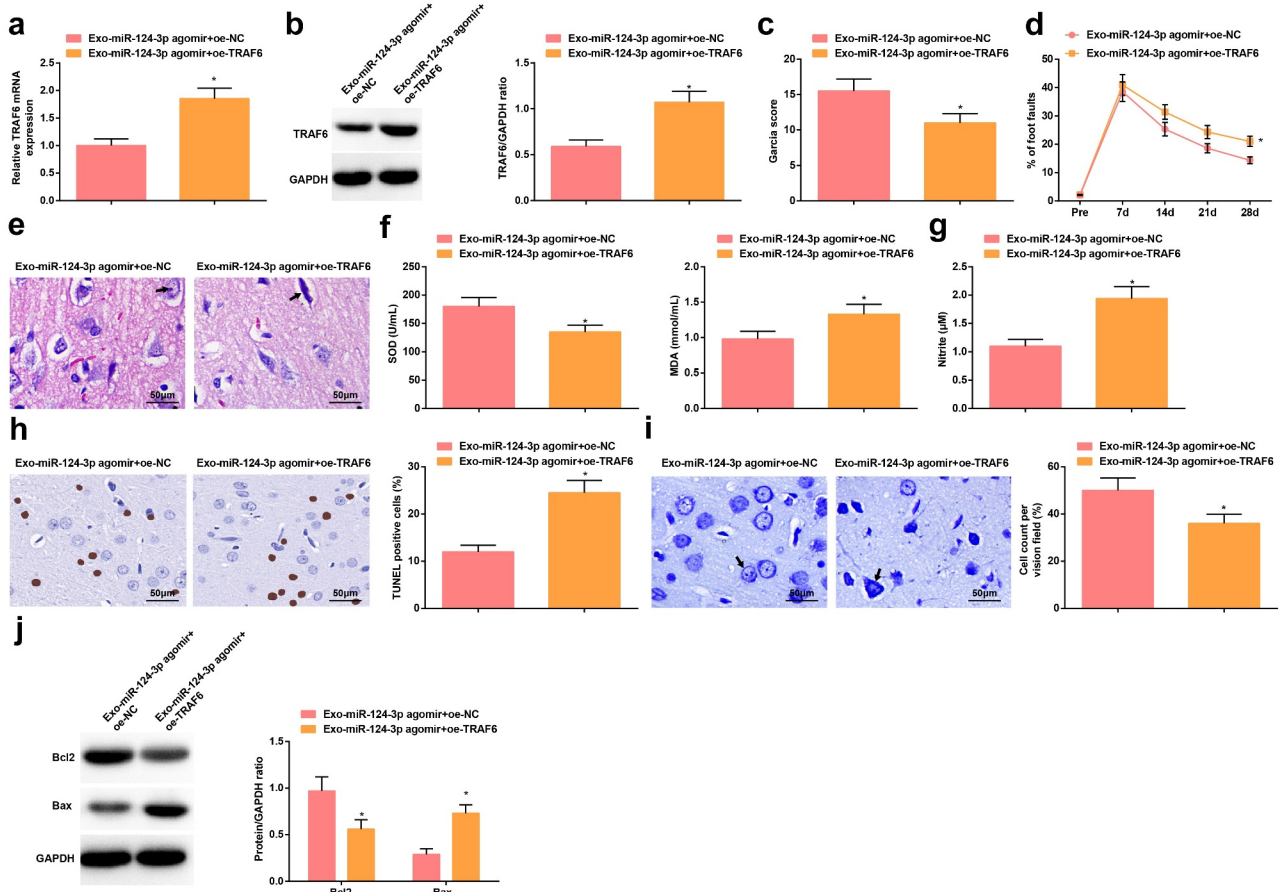 a
Exo-miR-124-3p agomir+oe-NC
Exo-miR-124-3p agomir+oe-TRAF6
Relative TRAF6 mRNA
expression
2.5
2.0
1.5
1.0
0.5
0.0
*
b
Exo-miR-124-3p agomir+
oe-NC
Exo-miR-124-3p agomir+
oe-TRAF6
TRAF6
GAPDH
Exo-miR-124-3p agomir+oe-NC
Exo-miR-124-3p agomir+oe-TRAF6
TRAF6/GAPDH ratio
1.5
1.0
0.5
0.0
*
c
Exo-miR-124-3p agomir+oe-NC
Exo-miR-124-3p agomir+oe-TRAF6
Garcia score
20
15
10
5
0
*
d
Exo-miR-124-3p agomir+oe-NC
Exo-miR-124-3p agomir+oe-TRAF6
% of foot faults
50
40
30
20
10
0
*
Pre 7d 14d 21d 28d
e
Exo-miR-124-3p agomir+oe-NC
Exo-miR-124-3p agomir+oe-TRAF6
50μm
50μm
f
Exo-miR-124-3p agomir+oe-NC
Exo-miR-124-3p agomir+oe-TRAF6
SOD (U/mL)
250
200
150
100
50
0
*
Exo-miR-124-3p agomir+oe-NC
Exo-miR-124-3p agomir+oe-TRAF6
MDA (mmol/mL)
2.0
1.5
1.0
0.5
0.0
*
g
Exo-miR-124-3p agomir+oe-NC
Exo-miR-124-3p agomir+oe-TRAF6
Nitrite (μM)
2.5
2.0
1.5
1.0
0.5
0.0
*
h
Exo-miR-124-3p agomir+oe-NC
Exo-miR-124-3p agomir+oe-TRAF6
50μm
50μm
Exo-miR-124-3p agomir+oe-NC
Exo-miR-124-3p agomir+oe-TRAF6
TUNEL positive cells (%)
30
20
10
0
*
i
Exo-miR-124-3p agomir+oe-NC
Exo-miR-124-3p agomir+oe-TRAF6
50μm
50μm
Exo-miR-124-3p agomir+oe-NC
Exo-miR-124-3p agomir+oe-TRAF6
Cell count per
vision field (%)
60
40
20
0
*
j
Exo-miR-124-3p agomir+
oe-NC
Exo-miR-124-3p agomir+
oe-TRAF6
Bcl2
Bax
GAPDH
Exo-miR-124-3p agomir+oe-NC
Exo-miR-124-3p agomir+oe-TRAF6
Protein/GAPDH ratio
1.5
1.0
0.5
0.0
*
*
Bcl2 Bax